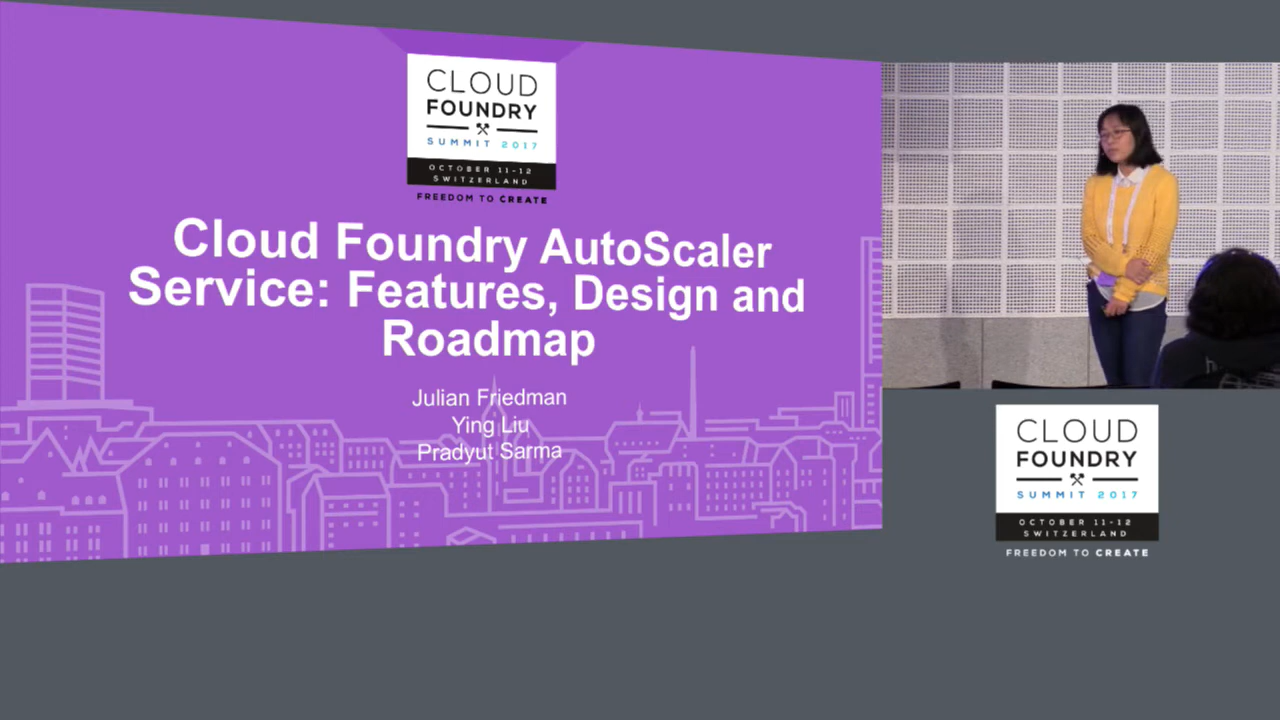 CLOUD
FOUNDRY
SUMMIT 2017
OCTOBER 11-12
SWITZERLAND
FREEDOM TO CREATE
Cloud Foundry AutoScaler
Service: Features, Design and
Roadmap
Julian Friedman
Ying Liu
Pradyut Sarma
CLOUD
FOUNDRY
SUMMIT 2017
OCTOBER 11-12
SWITZERLAND
FREEDOM TO CREATE